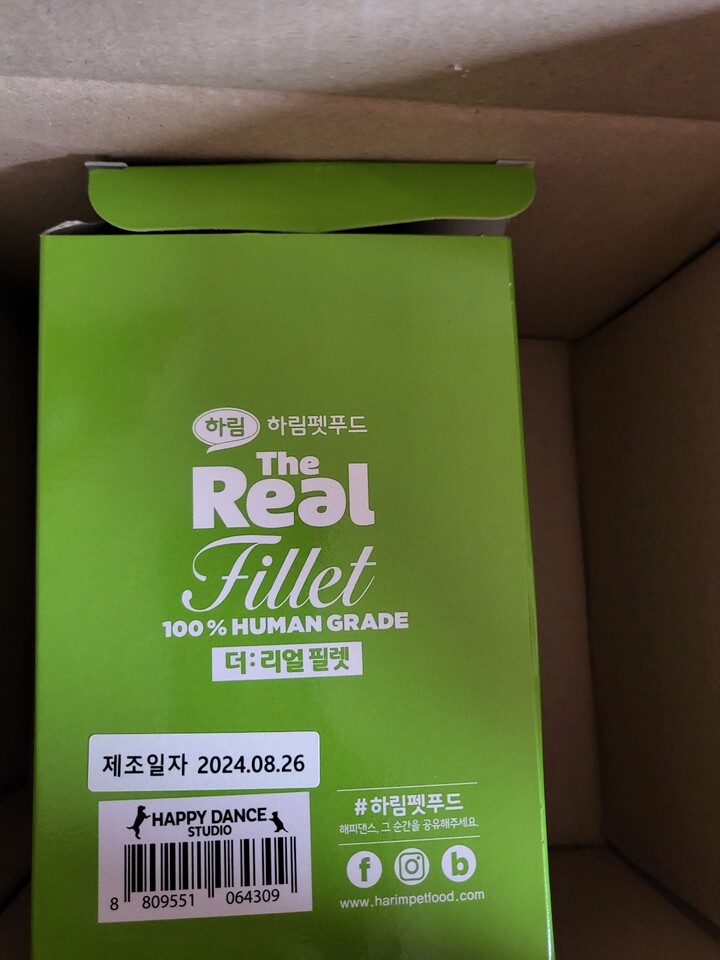 하림 하림펫푸드
The
Real
Fillet
100% HUMAN GRADE
더:리얼 필렛
제조일자 2024.08.26
HAPPY DANCE
STUDIO
8 809551 064309
#하림펫푸드
해피댄스, 그 순간을 공유해주세요.
f b
www.harimpetfood.com